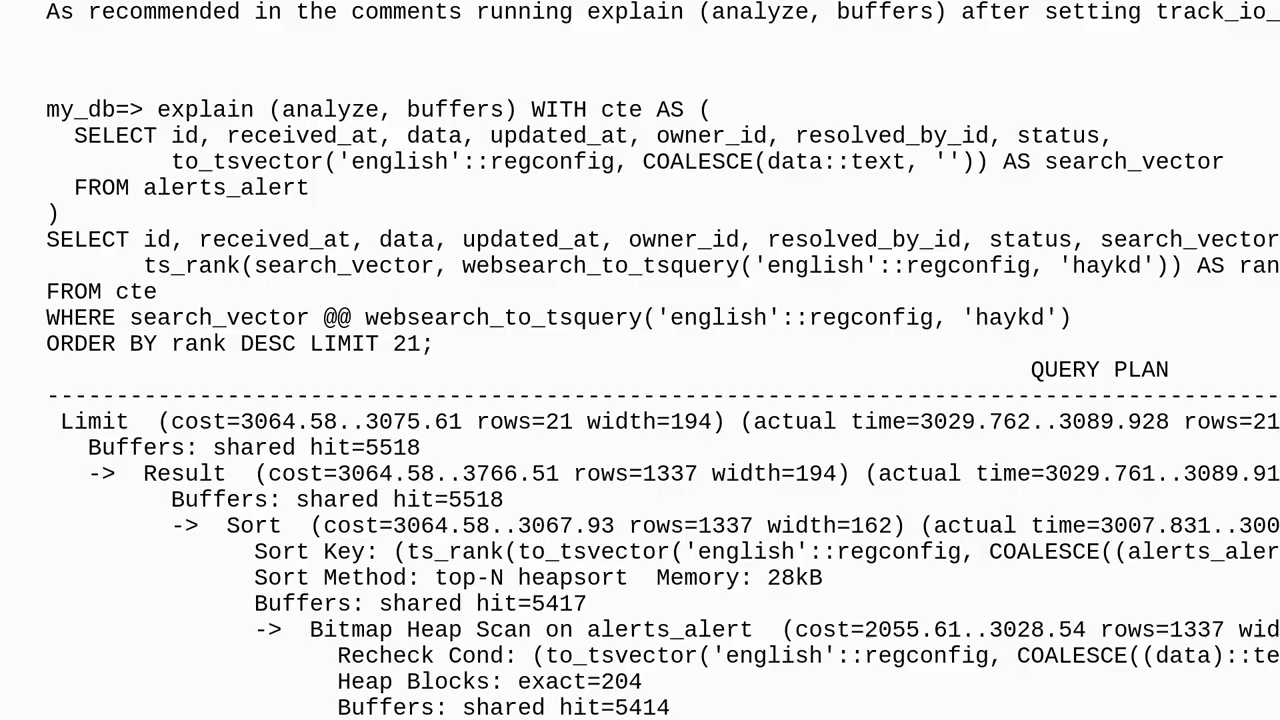 As recommended in the comments running explain (analyze, buffers) after setting track_io_
my_db=> explain (analyze, buffers) WITH cte AS (
  SELECT id, received_at, data, updated_at, owner_id, resolved_by_id, status,
         to_tsvector('english'::regconfig, COALESCE(data::text, '')) AS search_vector
  FROM alerts_alert
)
SELECT id, received_at, data, updated_at, owner_id, resolved_by_id, status, search_vector
       ts_rank(search_vector, websearch_to_tsquery('english'::regconfig, 'haykd')) AS ran
FROM cte
WHERE search_vector @@ websearch_to_tsquery('english'::regconfig, 'haykd')
ORDER BY rank DESC LIMIT 21;
                                                                       QUERY PLAN
-----------------------------------------------------------------------------------------
 Limit  (cost=3064.58..3075.61 rows=21 width=194) (actual time=3029.762..3089.928 rows=21
   Buffers: shared hit=5518
   ->  Result  (cost=3064.58..3766.51 rows=1337 width=194) (actual time=3029.761..3089.91
         Buffers: shared hit=5518
         ->  Sort  (cost=3064.58..3067.93 rows=1337 width=162) (actual time=3007.831..300
               Sort Key: (ts_rank(to_tsvector('english'::regconfig, COALESCE((alerts_aler
               Sort Method: top-N heapsort  Memory: 28kB
               Buffers: shared hit=5417
               ->  Bitmap Heap Scan on alerts_alert  (cost=2055.61..3028.54 rows=1337 wid
                     Recheck Cond: (to_tsvector('english'::regconfig, COALESCE((data)::te
                     Heap Blocks: exact=204
                     Buffers: shared hit=5414